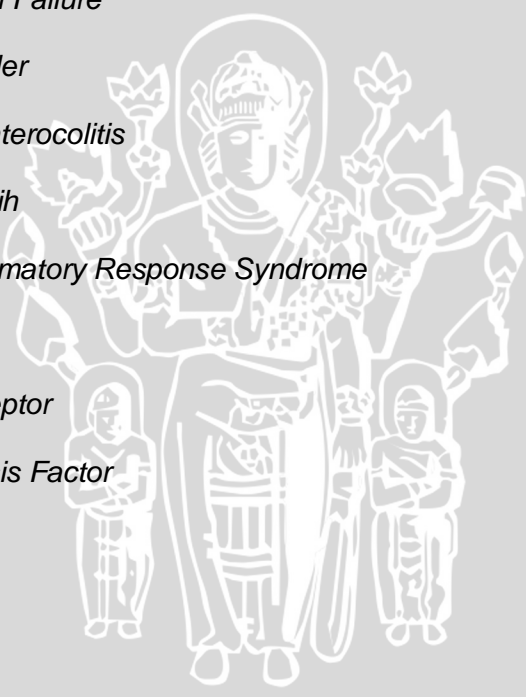 Failure
der
nterocolitis
ih
matory Response Syndrome
eptor
is Factor